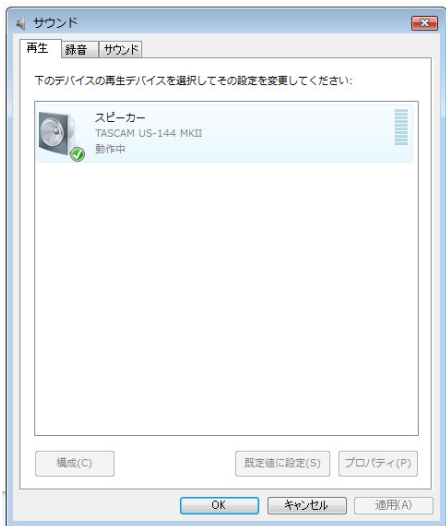 サウンド
再生 録音 サウンド
下のデバイスの再生デバイスを選択してその設定を変更してください:
スピーカー
TASCAM US-144 MKII
動作中
構成(C) 既定値に設定(S) プロパティ(P)
OK キャンセル 適用(A)